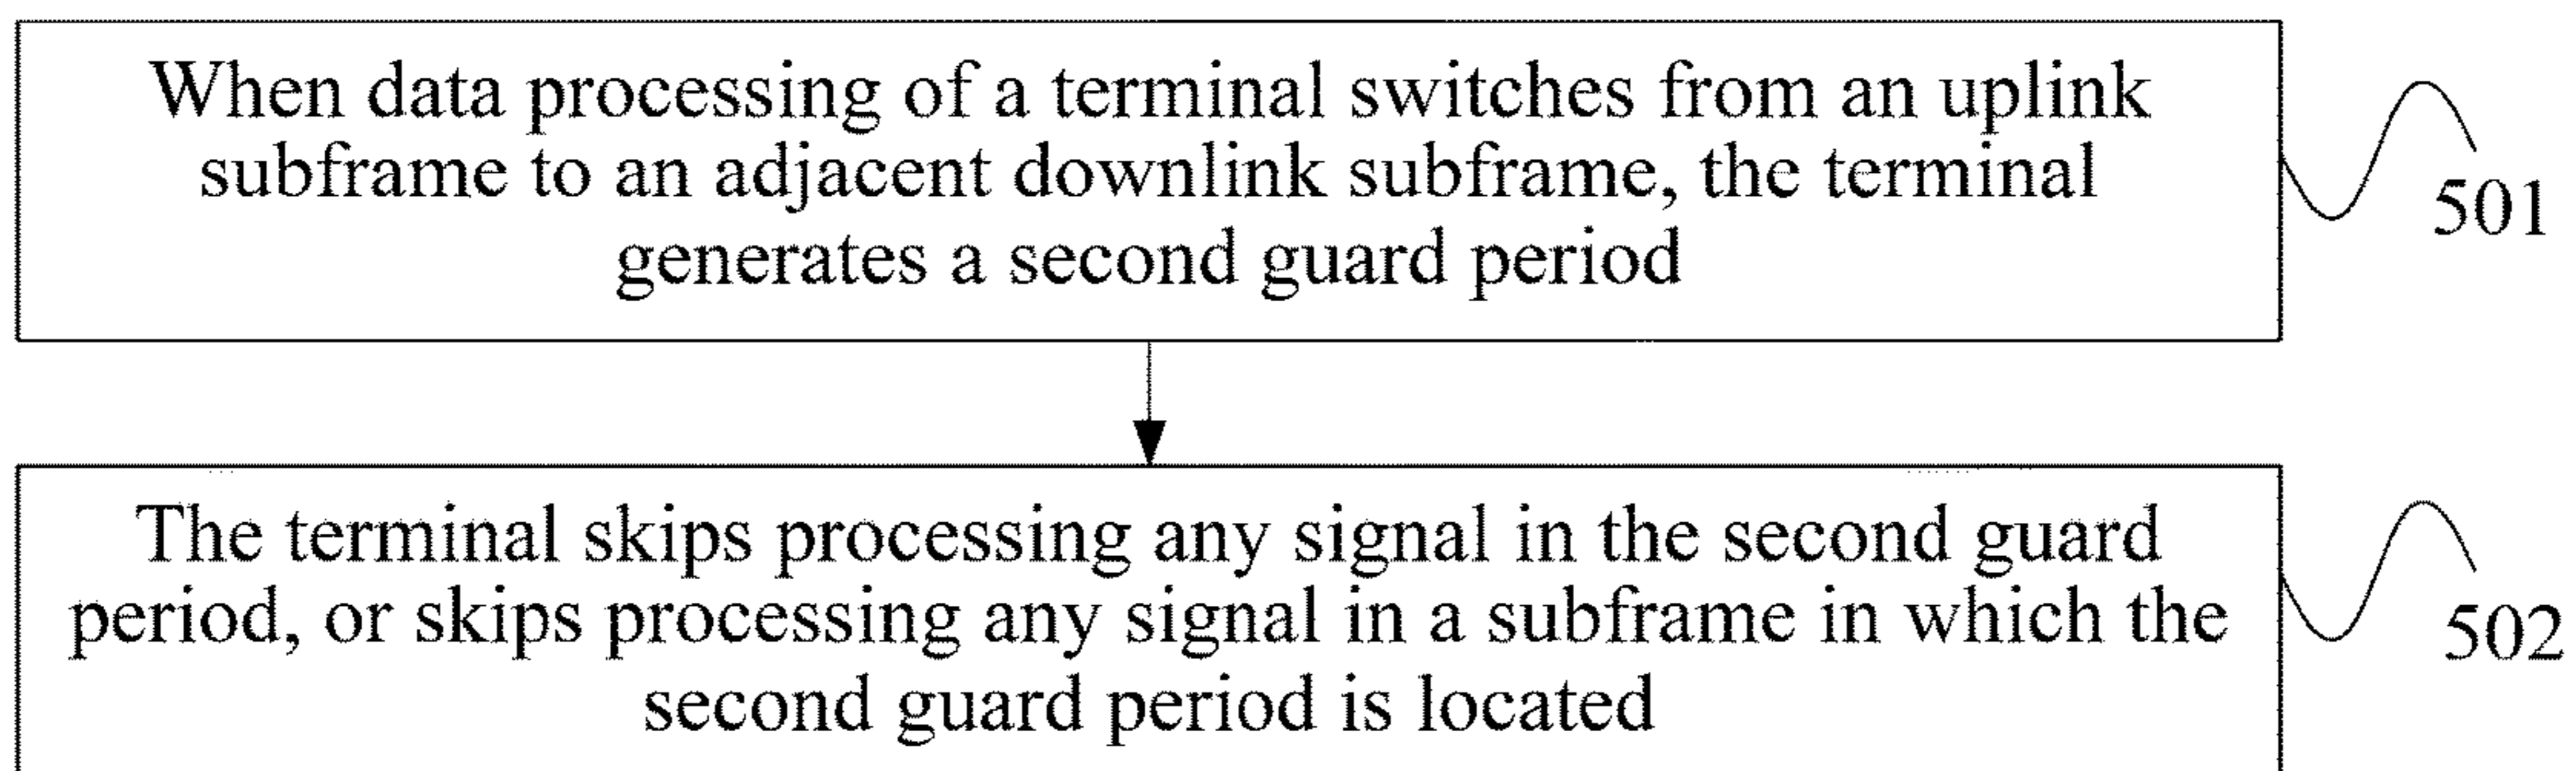 When data processing of a terminal switches from an uplink
subframe to an adjacent downlink subframe, the terminal
generates a second guard period
501
The terminal skips processing any signal in the second guard
period, or skips processing any signal in a subframe in which the
second guard period is located
502